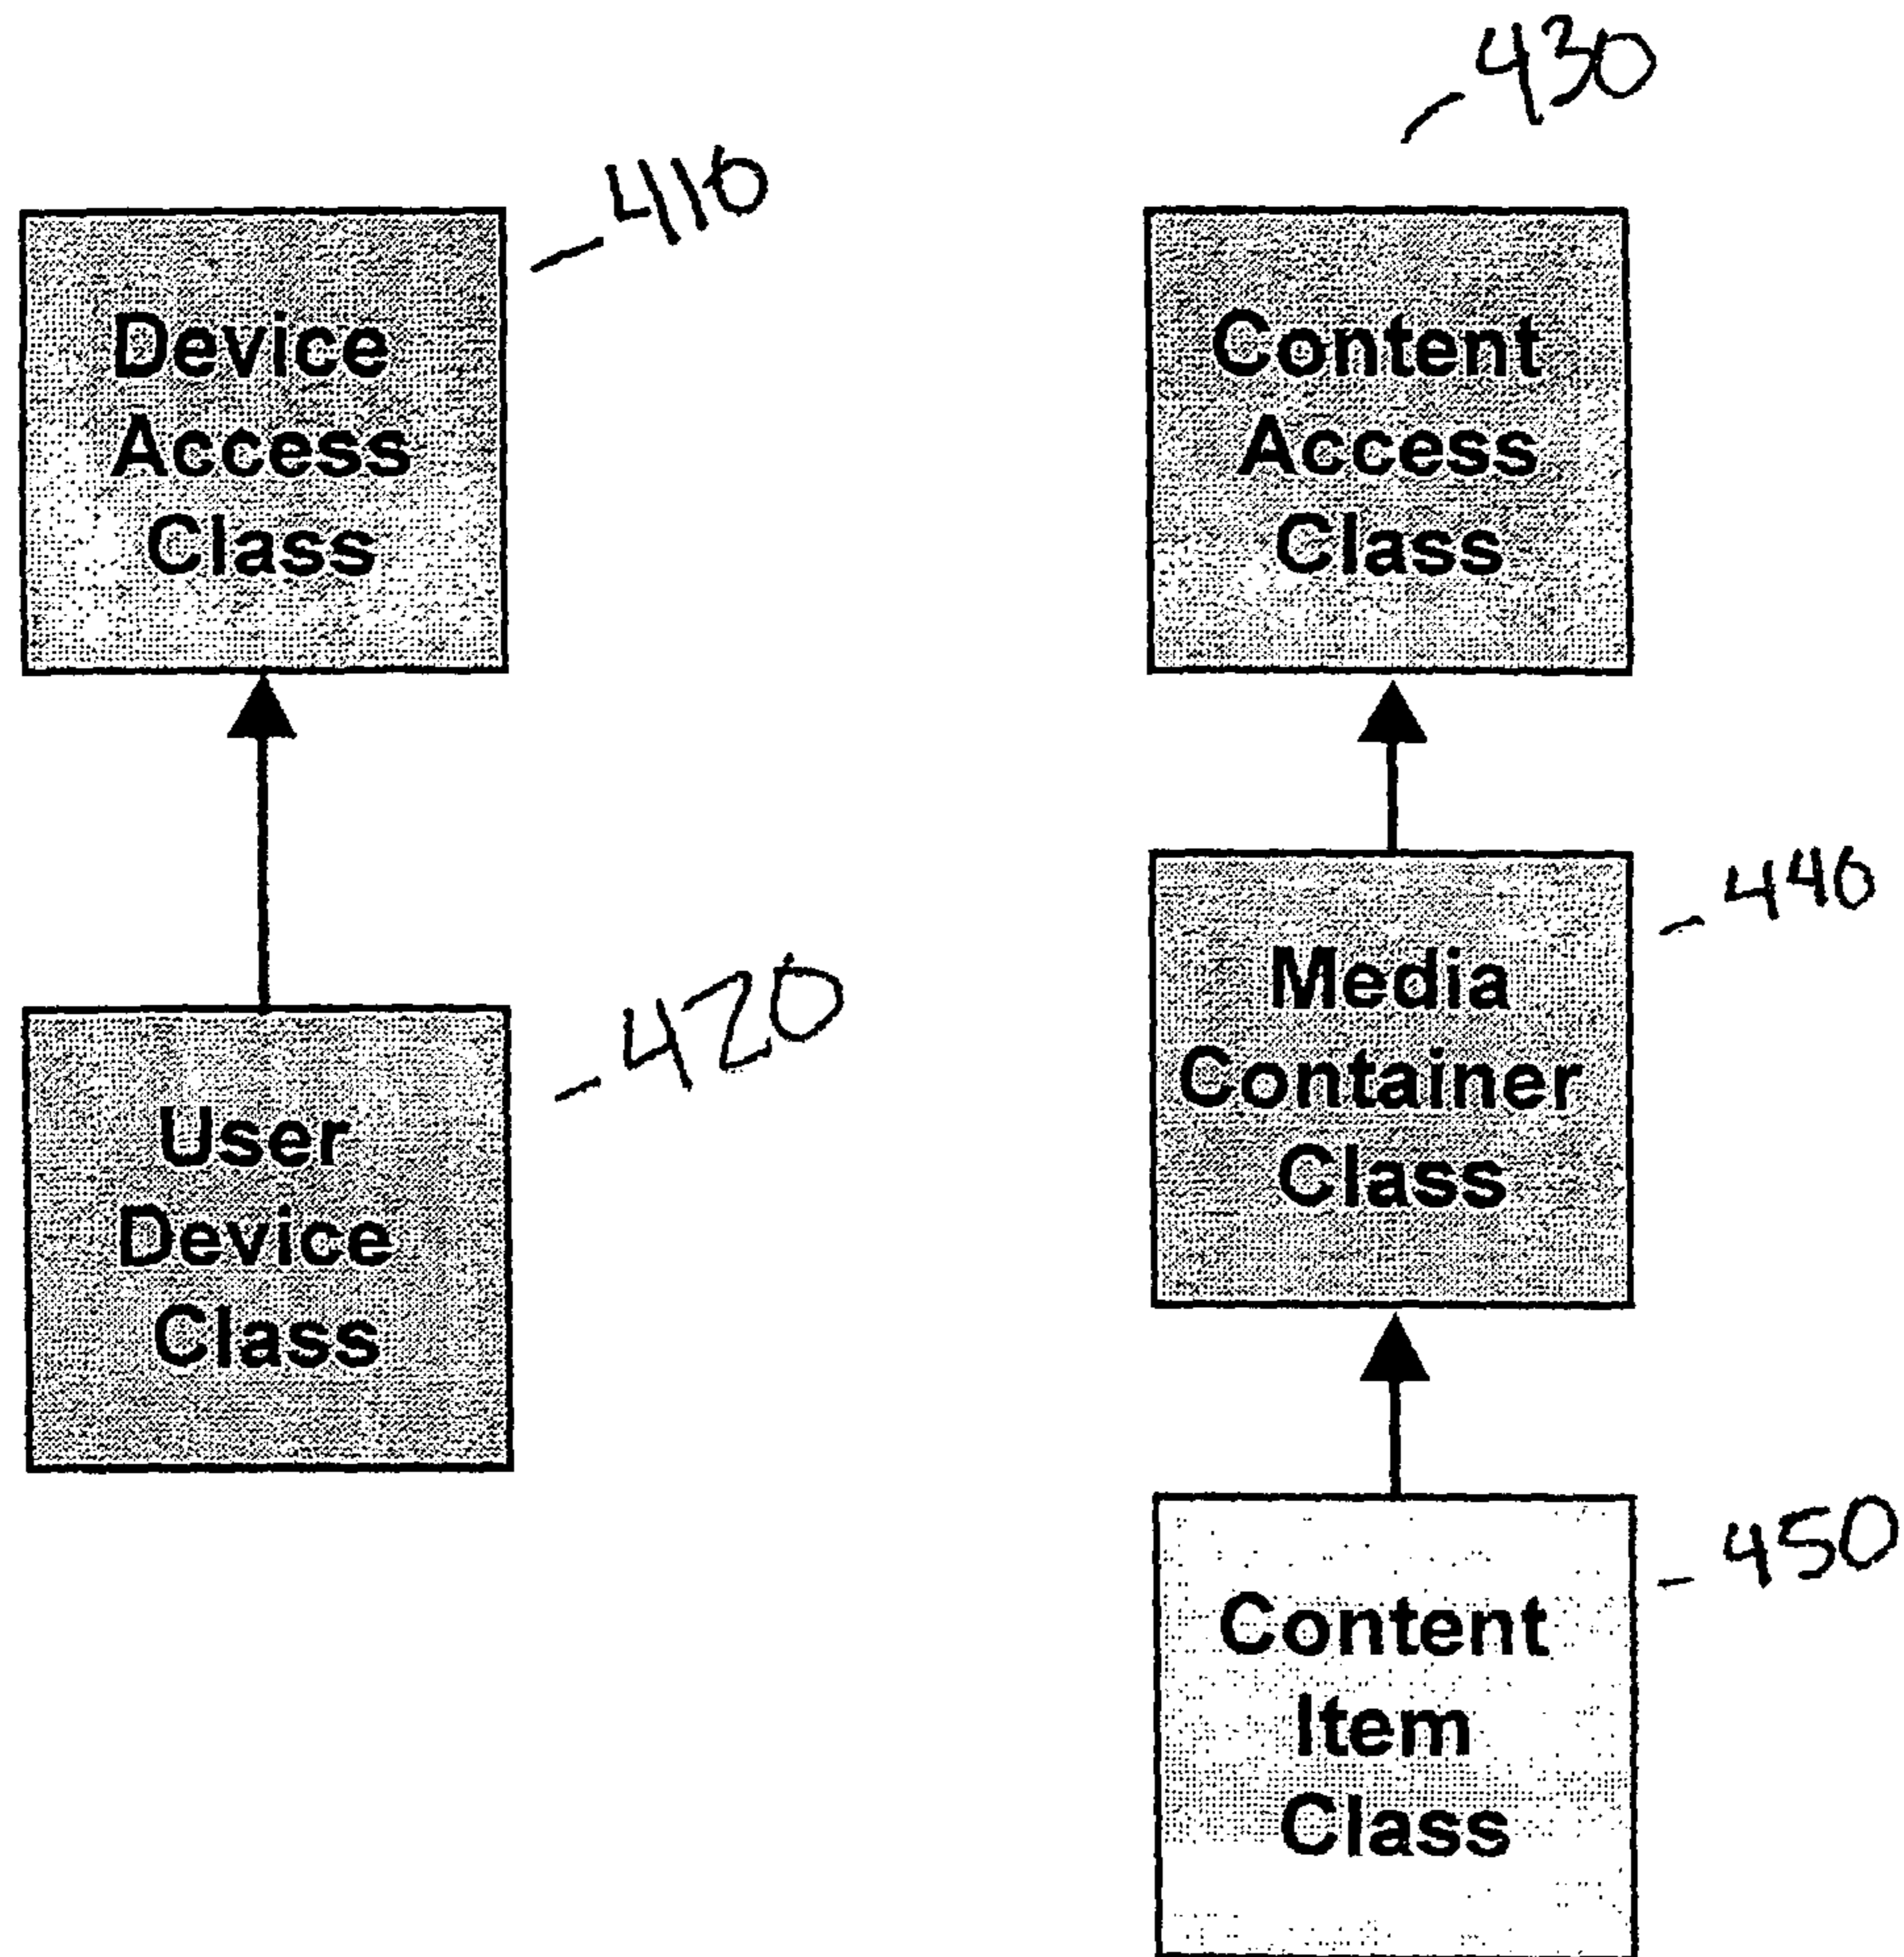 430
410
Device
Access
Class
Content
Access
Class
440
Media
Container
Class
420
User
Device
Class
450
Content
Item
Class